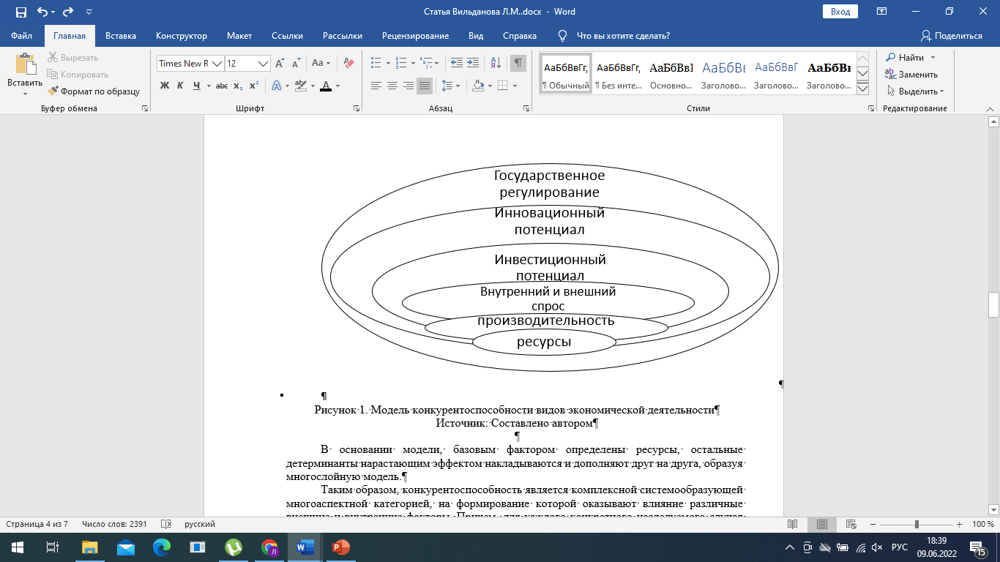 Статья Вильданова Л.М..docx - Word
Вход
Файл Главная Вставка Конструктор Макет Ссылки Рассылки Рецензирование Вид Справка Что вы хотите сделать? Поделиться
Вставить
Вырезать
Копировать
Формат по образцу
Буфер обмена
Times New R 12 Aa
Ж К Ч abc x₂ x²
Шрифт
Абзац
АаБбВвГг, АаБбВвГг, АаБбВвІ АаБбВв АаБбВвГ АаБбВв
¶ Обычный ¶ Без инте... Основно... Заголово... Заголово... Заголово...
Стили
Найти
Заменить
Выделить
Редактирование
Государственное
регулирование
Инновационный
потенциал
Инвестиционный
потенциал
Внутренний и внешний
спрос
производительность
ресурсы
¶
¶
Рисунок·1.·Модель·конкурентоспособности·видов·экономической·деятельности¶
Источник:·Составлено·автором¶
¶
В· основании· модели,· базовым· фактором· определены· ресурсы,· остальные·
детерминанты·нарастающим·эффектом·накладываются·и·дополняют·друг·на·друга,·образуя·
многослойную·модель.¶
Таким·образом,·конкурентоспособность·является·комплексной·системообразующей·
многоаспектной· категорией,· на· формирование· которой· оказывают· влияние· различные·
Страница 4 из 7 Число слов: 2391 русский 100 %
РУС
18:39
09.06.2022
15